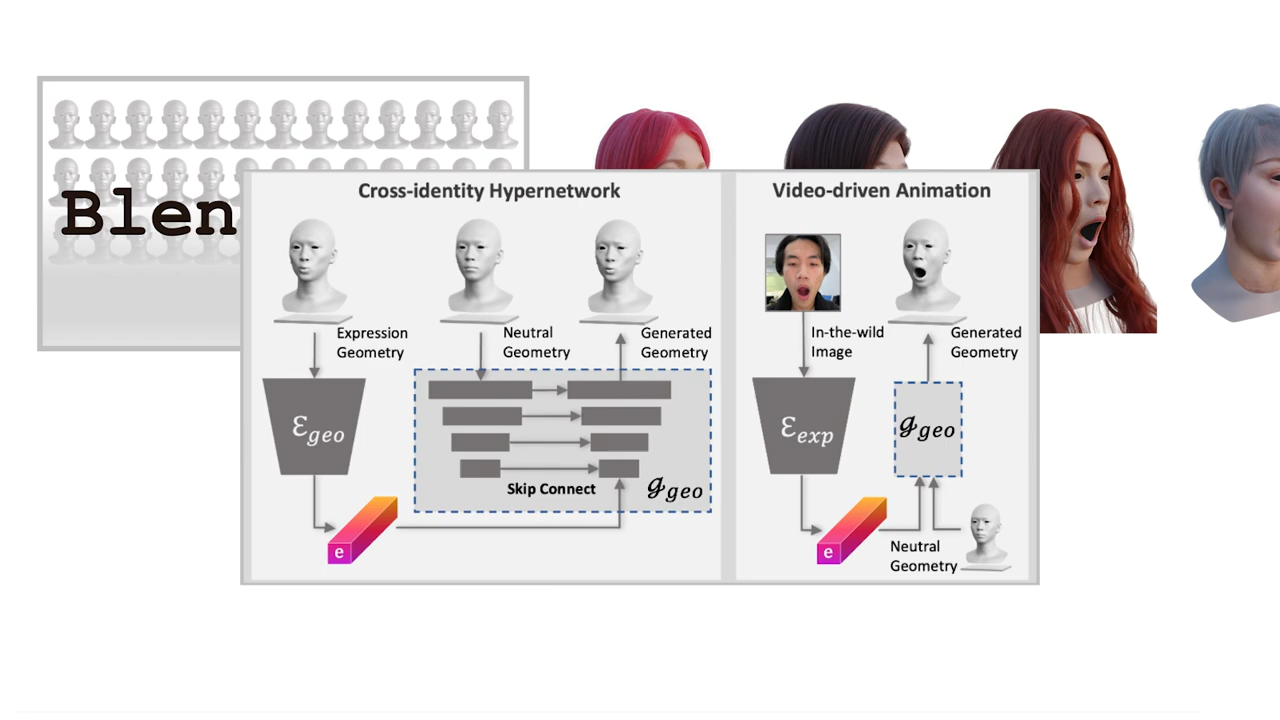 Blen
Cross-identity Hypernetwork
Expression
Geometry
Neutral
Geometry
Generated
Geometry
ℰgeo
Skip Connect
𝒢geo
e
Video-driven Animation
In-the-wild
Image
Generated
Geometry
ℰexp
𝒢geo
e
Neutral
Geometry